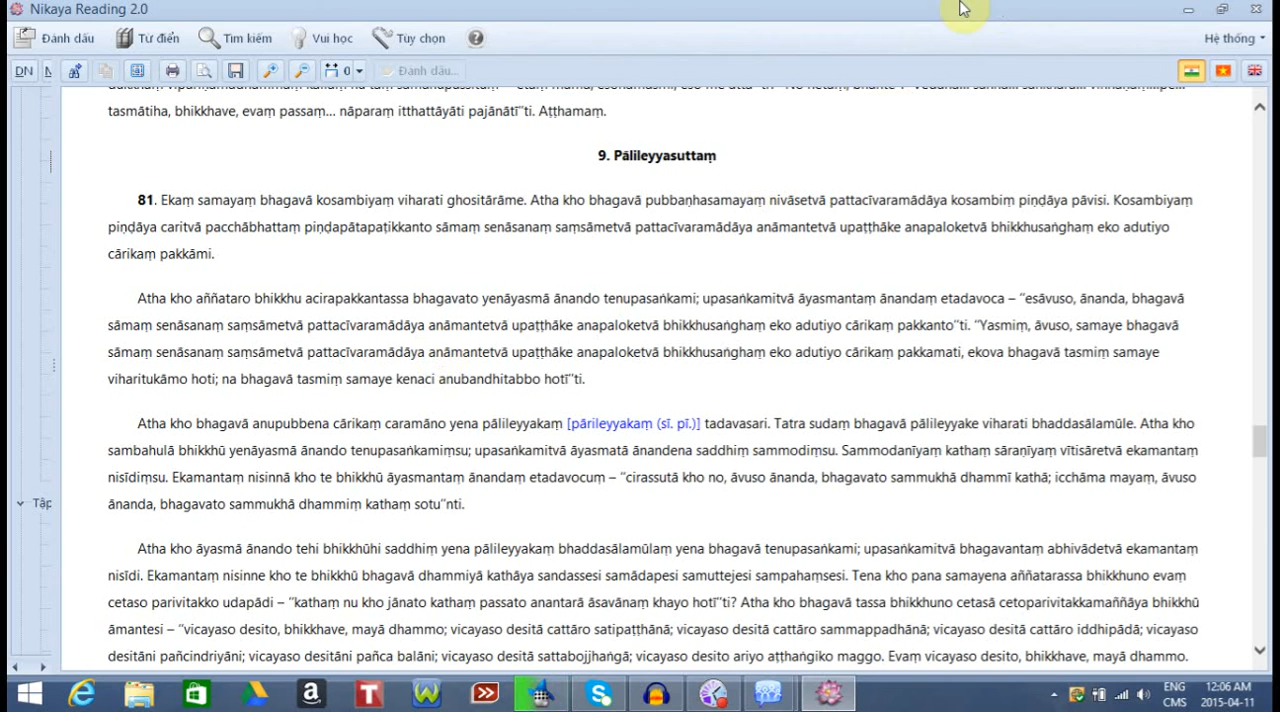 Nikaya Reading 2.0
Đánh dấu Từ điển Tìm kiếm Vui học Tùy chọn Hệ thống
DN 0 Đánh dấu...
tasmātiha, bhikkhave, evaṃ passaṃ... nāparaṃ itthattāyāti pajānātī"ti. Aṭṭhamaṃ.
9. Pālileyyasuttaṃ
81. Ekaṃ samayaṃ bhagavā kosambiyaṃ viharati ghositārāme. Atha kho bhagavā pubbaṇhasamayaṃ nivāsetvā pattacīvaramādāya kosambiṃ piṇḍāya pāvisi. Kosambiyaṃ
piṇḍāya caritvā pacchābhattaṃ piṇḍapātapaṭikkanto sāmaṃ senāsanaṃ saṃsāmetvā pattacīvaramādāya anāmantetvā upaṭṭhāke anapaloketvā bhikkhusaṅghaṃ eko adutiyo
cārikaṃ pakkāmi.
Atha kho aññataro bhikkhu acirapakkantassa bhagavato yenāyasmā ānando tenupasaṅkami; upasaṅkamitvā āyasmantaṃ ānandaṃ etadavoca – "esāvuso, ānanda, bhagavā
sāmaṃ senāsanaṃ saṃsāmetvā pattacīvaramādāya anāmantetvā upaṭṭhāke anapaloketvā bhikkhusaṅghaṃ eko adutiyo cārikaṃ pakkanto"ti. "Yasmiṃ, āvuso, samaye bhagavā
sāmaṃ senāsanaṃ saṃsāmetvā pattacīvaramādāya anāmantetvā upaṭṭhāke anapaloketvā bhikkhusaṅghaṃ eko adutiyo cārikaṃ pakkamati, ekova bhagavā tasmiṃ samaye
viharitukāmo hoti; na bhagavā tasmiṃ samaye kenaci anubandhitabbo hotī"ti.
Atha kho bhagavā anupubbena cārikaṃ caramāno yena pālileyyakaṃ [pārileyyakaṃ (sī. pī.)] tadavasari. Tatra sudaṃ bhagavā pālileyyake viharati bhaddasālamūle. Atha kho
sambahulā bhikkhū yenāyasmā ānando tenupasaṅkamiṃsu; upasaṅkamitvā āyasmatā ānandena saddhiṃ sammodiṃsu. Sammodanīyaṃ kathaṃ sāraṇīyaṃ vītisāretvā ekamantaṃ
nisīdiṃsu. Ekamantaṃ nisinnā kho te bhikkhū āyasmantaṃ ānandaṃ etadavocuṃ – "cirassutā kho no, āvuso ānanda, bhagavato sammukhā dhammī kathā; icchāma mayaṃ, āvuso
ānanda, bhagavato sammukhā dhammiṃ kathaṃ sotu"nti.
Tập
Atha kho āyasmā ānando tehi bhikkhūhi saddhiṃ yena pālileyyakaṃ bhaddasālamūlaṃ yena bhagavā tenupasaṅkami; upasaṅkamitvā bhagavantaṃ abhivādetvā ekamantaṃ
nisīdi. Ekamantaṃ nisinne kho te bhikkhū bhagavā dhammiyā kathāya sandassesi samādapesi samuttejesi sampahaṃsesi. Tena kho pana samayena aññatarassa bhikkhuno evaṃ
cetaso parivitakko udapādi – "kathaṃ nu kho jānato kathaṃ passato anantarā āsavānaṃ khayo hotī"ti? Atha kho bhagavā tassa bhikkhuno cetasā cetoparivitakkamaññāya bhikkhū
āmantesi – "vicayaso desito, bhikkhave, mayā dhammo; vicayaso desitā cattāro satipaṭṭhānā; vicayaso desitā cattāro sammappadhānā; vicayaso desitā cattāro iddhipādā; vicayaso
desitāni pañcindriyāni; vicayaso desitāni pañca balāni; vicayaso desitā sattabojjhaṅgā; vicayaso desito ariyo aṭṭhaṅgiko maggo. Evaṃ vicayaso desito, bhikkhave, mayā dhammo.
ENG 12:06 AM
CMS 2015-04-11